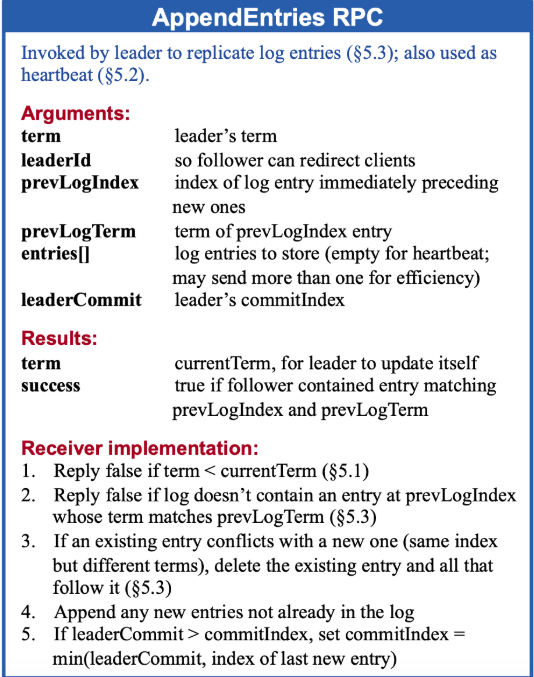 AppendEntries RPC
Invoked by leader to replicate log entries (§5.3); also used as
heartbeat (§5.2).
Arguments:
term leader’s term
leaderId so follower can redirect clients
prevLogIndex index of log entry immediately preceding
new ones
prevLogTerm term of prevLogIndex entry
entries[] log entries to store (empty for heartbeat;
may send more than one for efficiency)
leaderCommit leader’s commitIndex
Results:
term currentTerm, for leader to update itself
success true if follower contained entry matching
prevLogIndex and prevLogTerm
Receiver implementation:
1. Reply false if term < currentTerm (§5.1)
2. Reply false if log doesn’t contain an entry at prevLogIndex
whose term matches prevLogTerm (§5.3)
3. If an existing entry conflicts with a new one (same index
but different terms), delete the existing entry and all that
follow it (§5.3)
4. Append any new entries not already in the log
5. If leaderCommit > commitIndex, set commitIndex =
min(leaderCommit, index of last new entry)